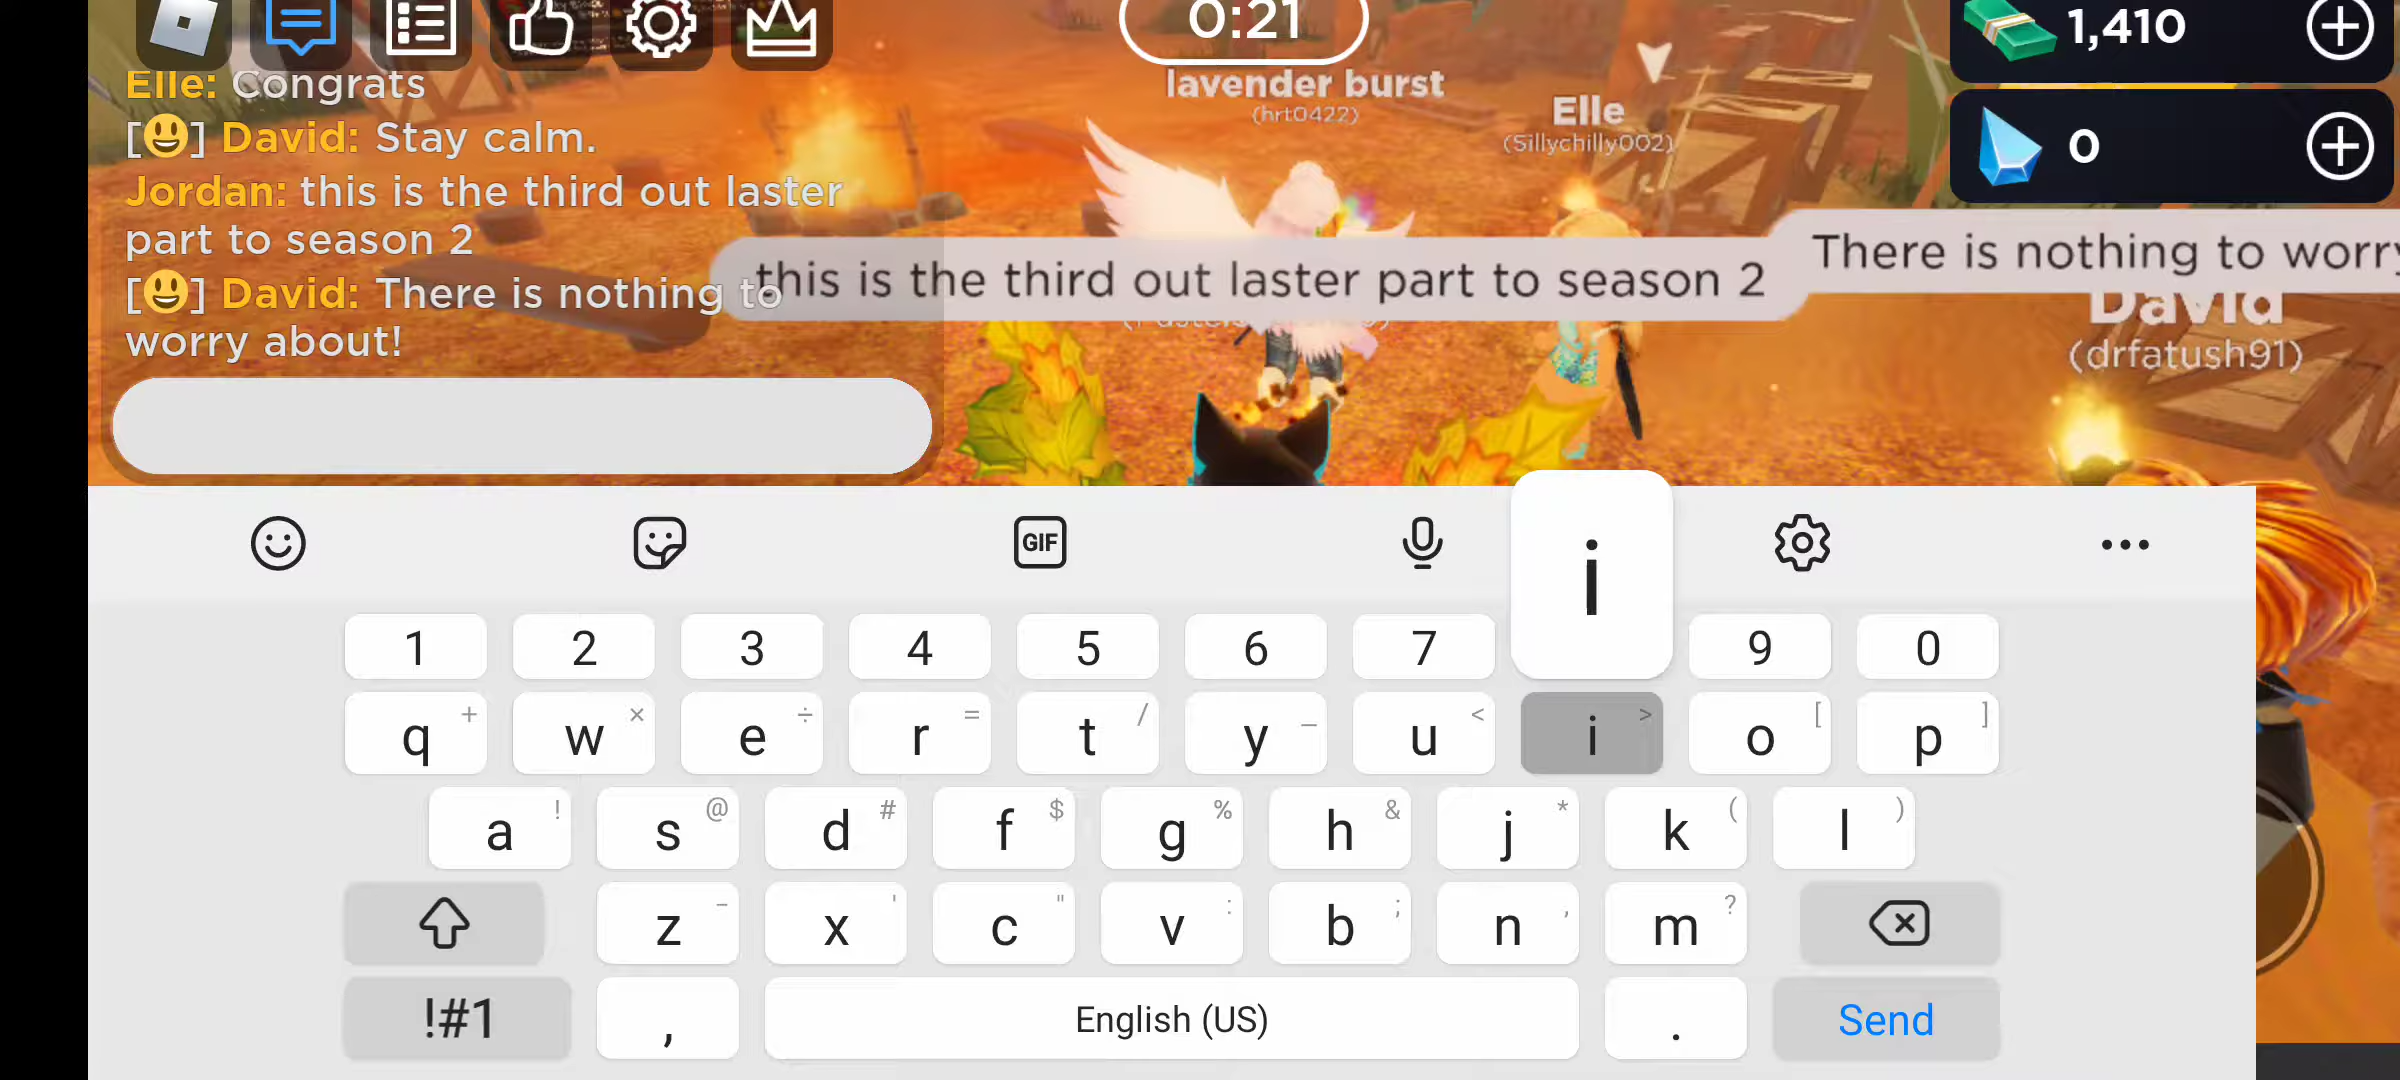 0:21
1,410
0
Elle: Congrats
[😃] David: Stay calm.
Jordan: this is the third out laster
part to season 2
[😃] David: There is nothing to
worry about!
lavender burst
(hrt0422)
Elle
(Sillychilly002)
this is the third out laster part to season 2
There is nothing to worry
David
(drfatush91)
GIF
i
1 2 3 4 5 6 7 9 0
q + w × e ÷ r = t / y _ u < i > o [ p ]
a ! s @ d # f $ g % h & j * k ( l )
z - x ' c " v : b ; n , m ?
!#1 , English (US) . Send